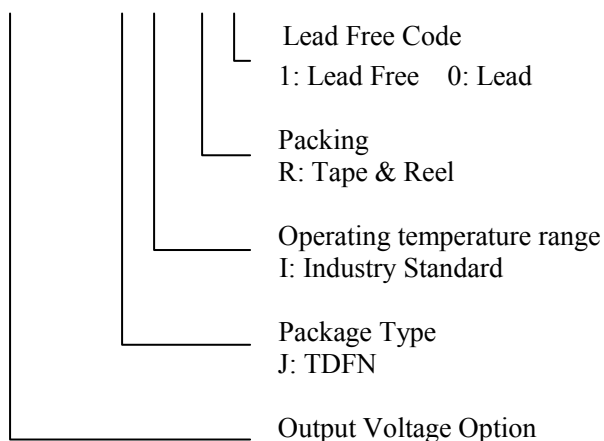 Lead Free Code
1: Lead Free 0: Lead
Packing
R: Tape & Reel
Operating temperature range
I: Industry Standard
Package Type
J: TDFN
Output Voltage Option